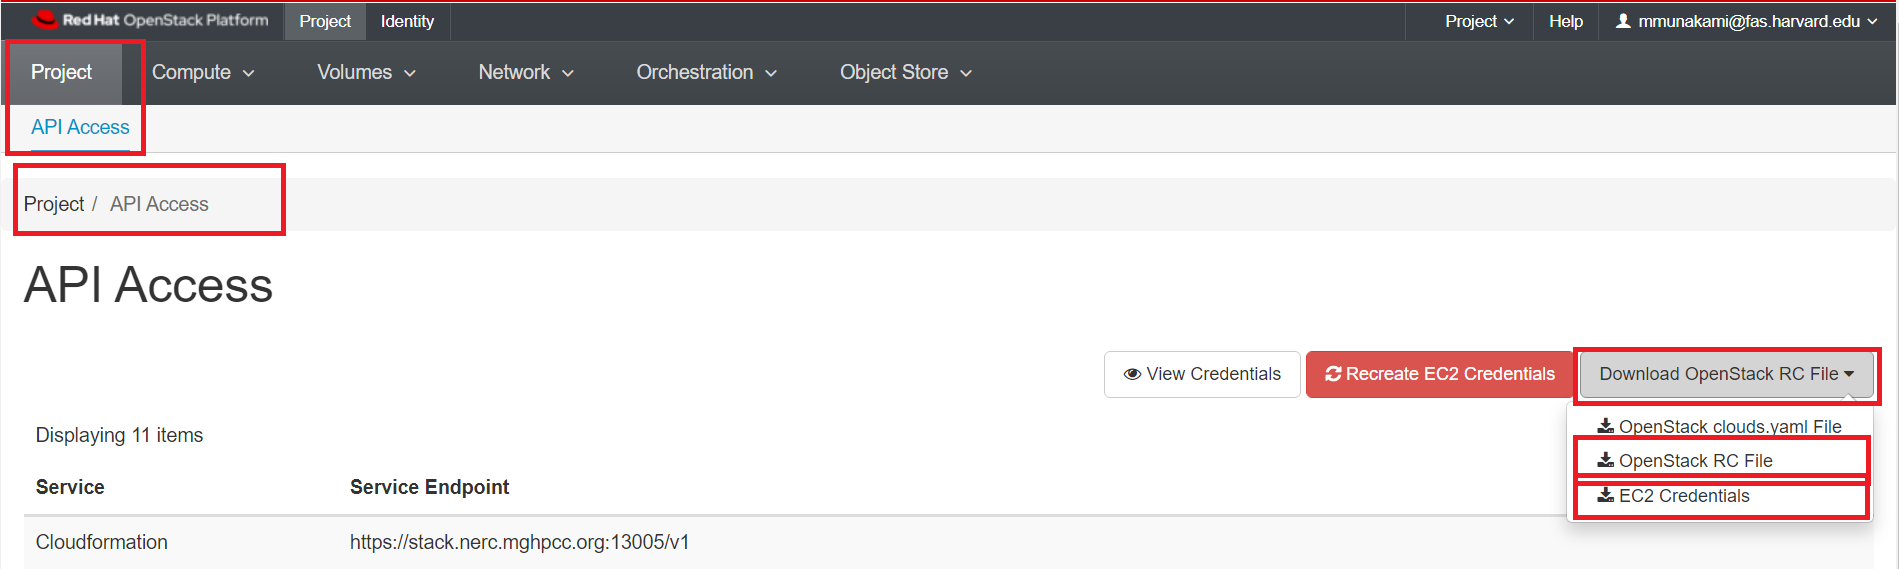 Red Hat OpenStack Platform Project Identity Project Help mmunakami@fas.harvard.edu
Project Compute Volumes Network Orchestration Object Store
API Access
Project / API Access
API Access
View Credentials Recreate EC2 Credentials Download OpenStack RC File
OpenStack clouds.yaml File
Displaying 11 items
OpenStack RC File
Service Service Endpoint
EC2 Credentials
Cloudformation https://stack.nerc.mghpcc.org:13005/v1